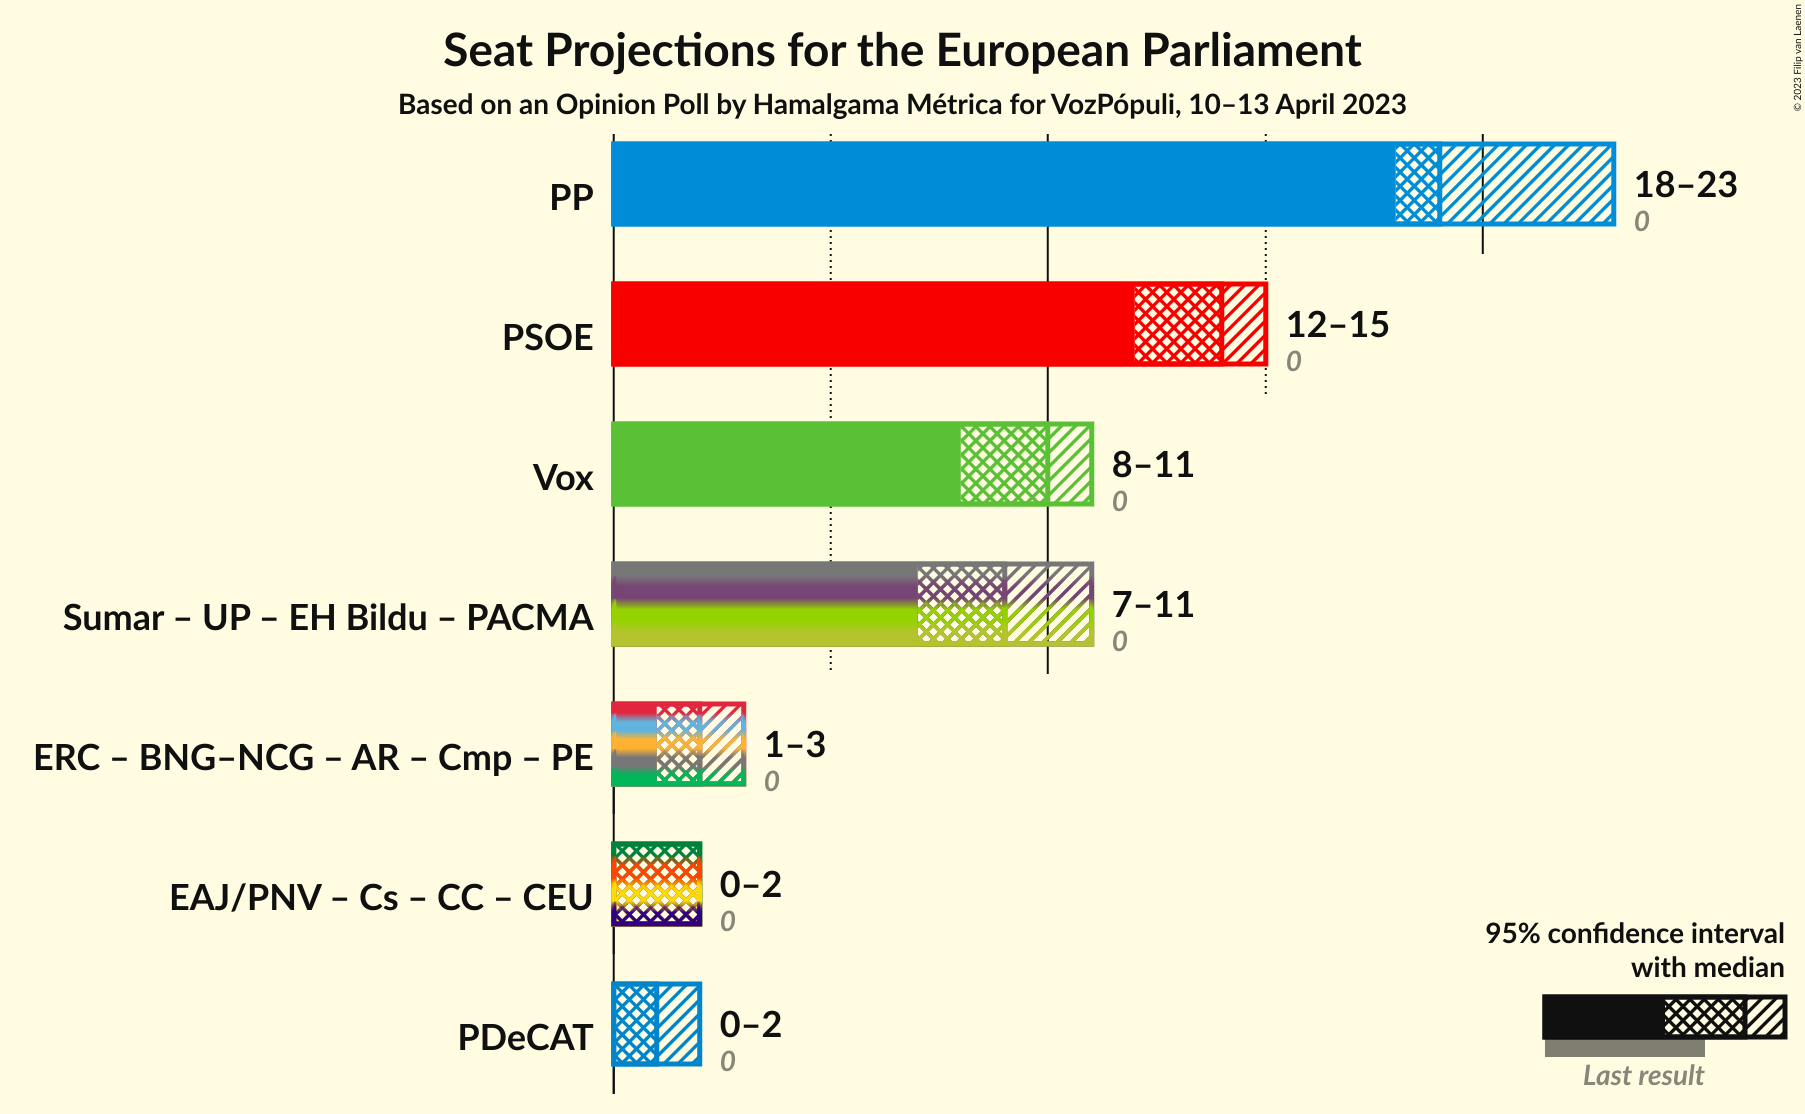 Seat Projections for the European Parliament
Based on an Opinion Poll by Hamalgama Métrica for VozPópuli, 10–13 April 2023
© 2023 Filip van Laenen
PP
18–23
0
PSOE
12–15
0
Vox
8–11
0
Sumar – UP – EH Bildu – PACMA
7–11
0
ERC – BNG–NCG – AR – Cmp – PE
1–3
0
EAJ/PNV – Cs – CC – CEU
0–2
0
PDeCAT
0–2
0
95% confidence interval
with median
Last result